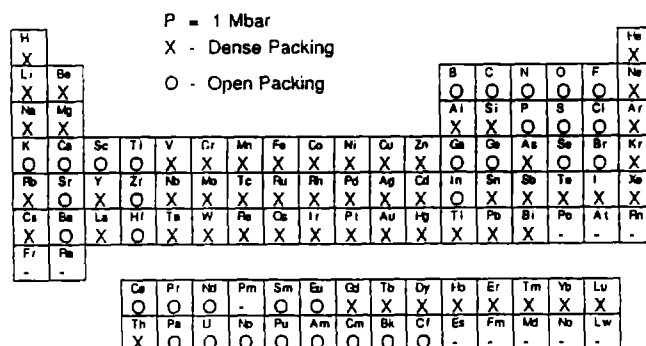 P = 1 Mbar
H He
X X - Dense Packing X
Li Be B C N O F Ne
X X O - Open Packing O O O O O X
Na Mg Al Si P S Cl Ar
X X X X O O O X
K Ca Sc Ti V Cr Mn Fe Co Ni Cu Zn Ga Ge As Se Br Kr
O O O O X X X X X X X X O O X O O X
Rb Sr Y Zr Nb Mo Tc Ru Rh Pd Ag Cd In Sn Sb Te I Xe
X O X O X X X X X X X X O X X X X X
Cs Ba La Hf Ta W Re Os Ir Pt Au Hg Tl Pb Bi Po At Rn
X O X O X X X X X X X X X X X - - -
Fr Ra
- -
Ce Pr Nd Pm Sm Eu Gd Tb Dy Ho Er Tm Yb Lu
O O O - O O X X X X X X X X
Th Pa U Np Pu Am Cm Bk Cf Es Fm Md No Lw
X O O O O O O O O - - - - -